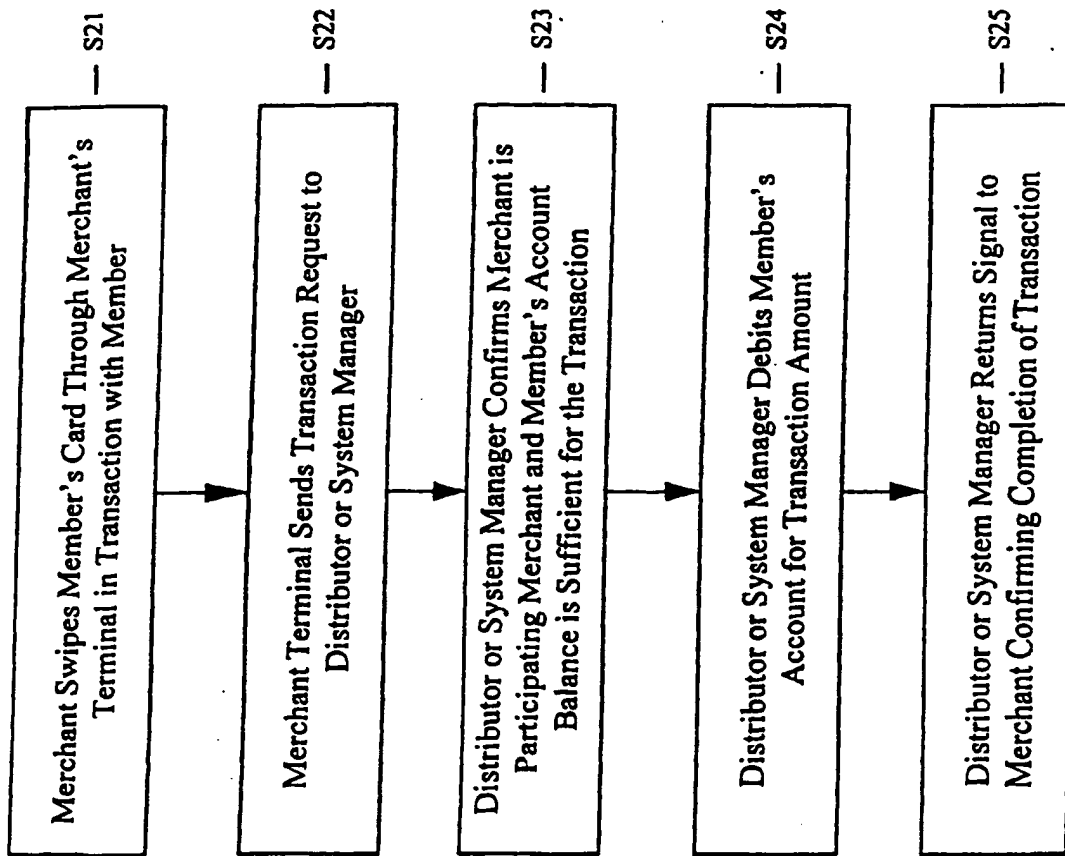 Merchant Swipes Member's Card Through Merchant's
Terminal in Transaction with Member
— S21
Merchant Terminal Sends Transaction Request to
Distributor or System Manager
— S22
Distributor or System Manager Confirms Merchant is
Participating Merchant and Member's Account
Balance is Sufficient for the Transaction
— S23
Distributor or System Manager Debits Member's
Account for Transaction Amount
— S24
Distributor or System Manager Returns Signal to
Merchant Confirming Completion of Transaction
— S25